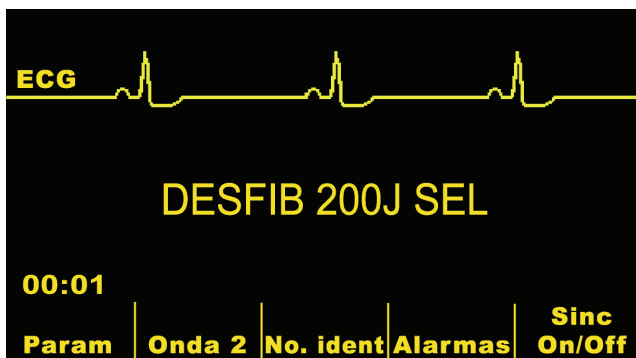 ECG
DESFIB 200J SEL
00:01
Param Onda 2 No. ident Alarmas Sinc On/Off